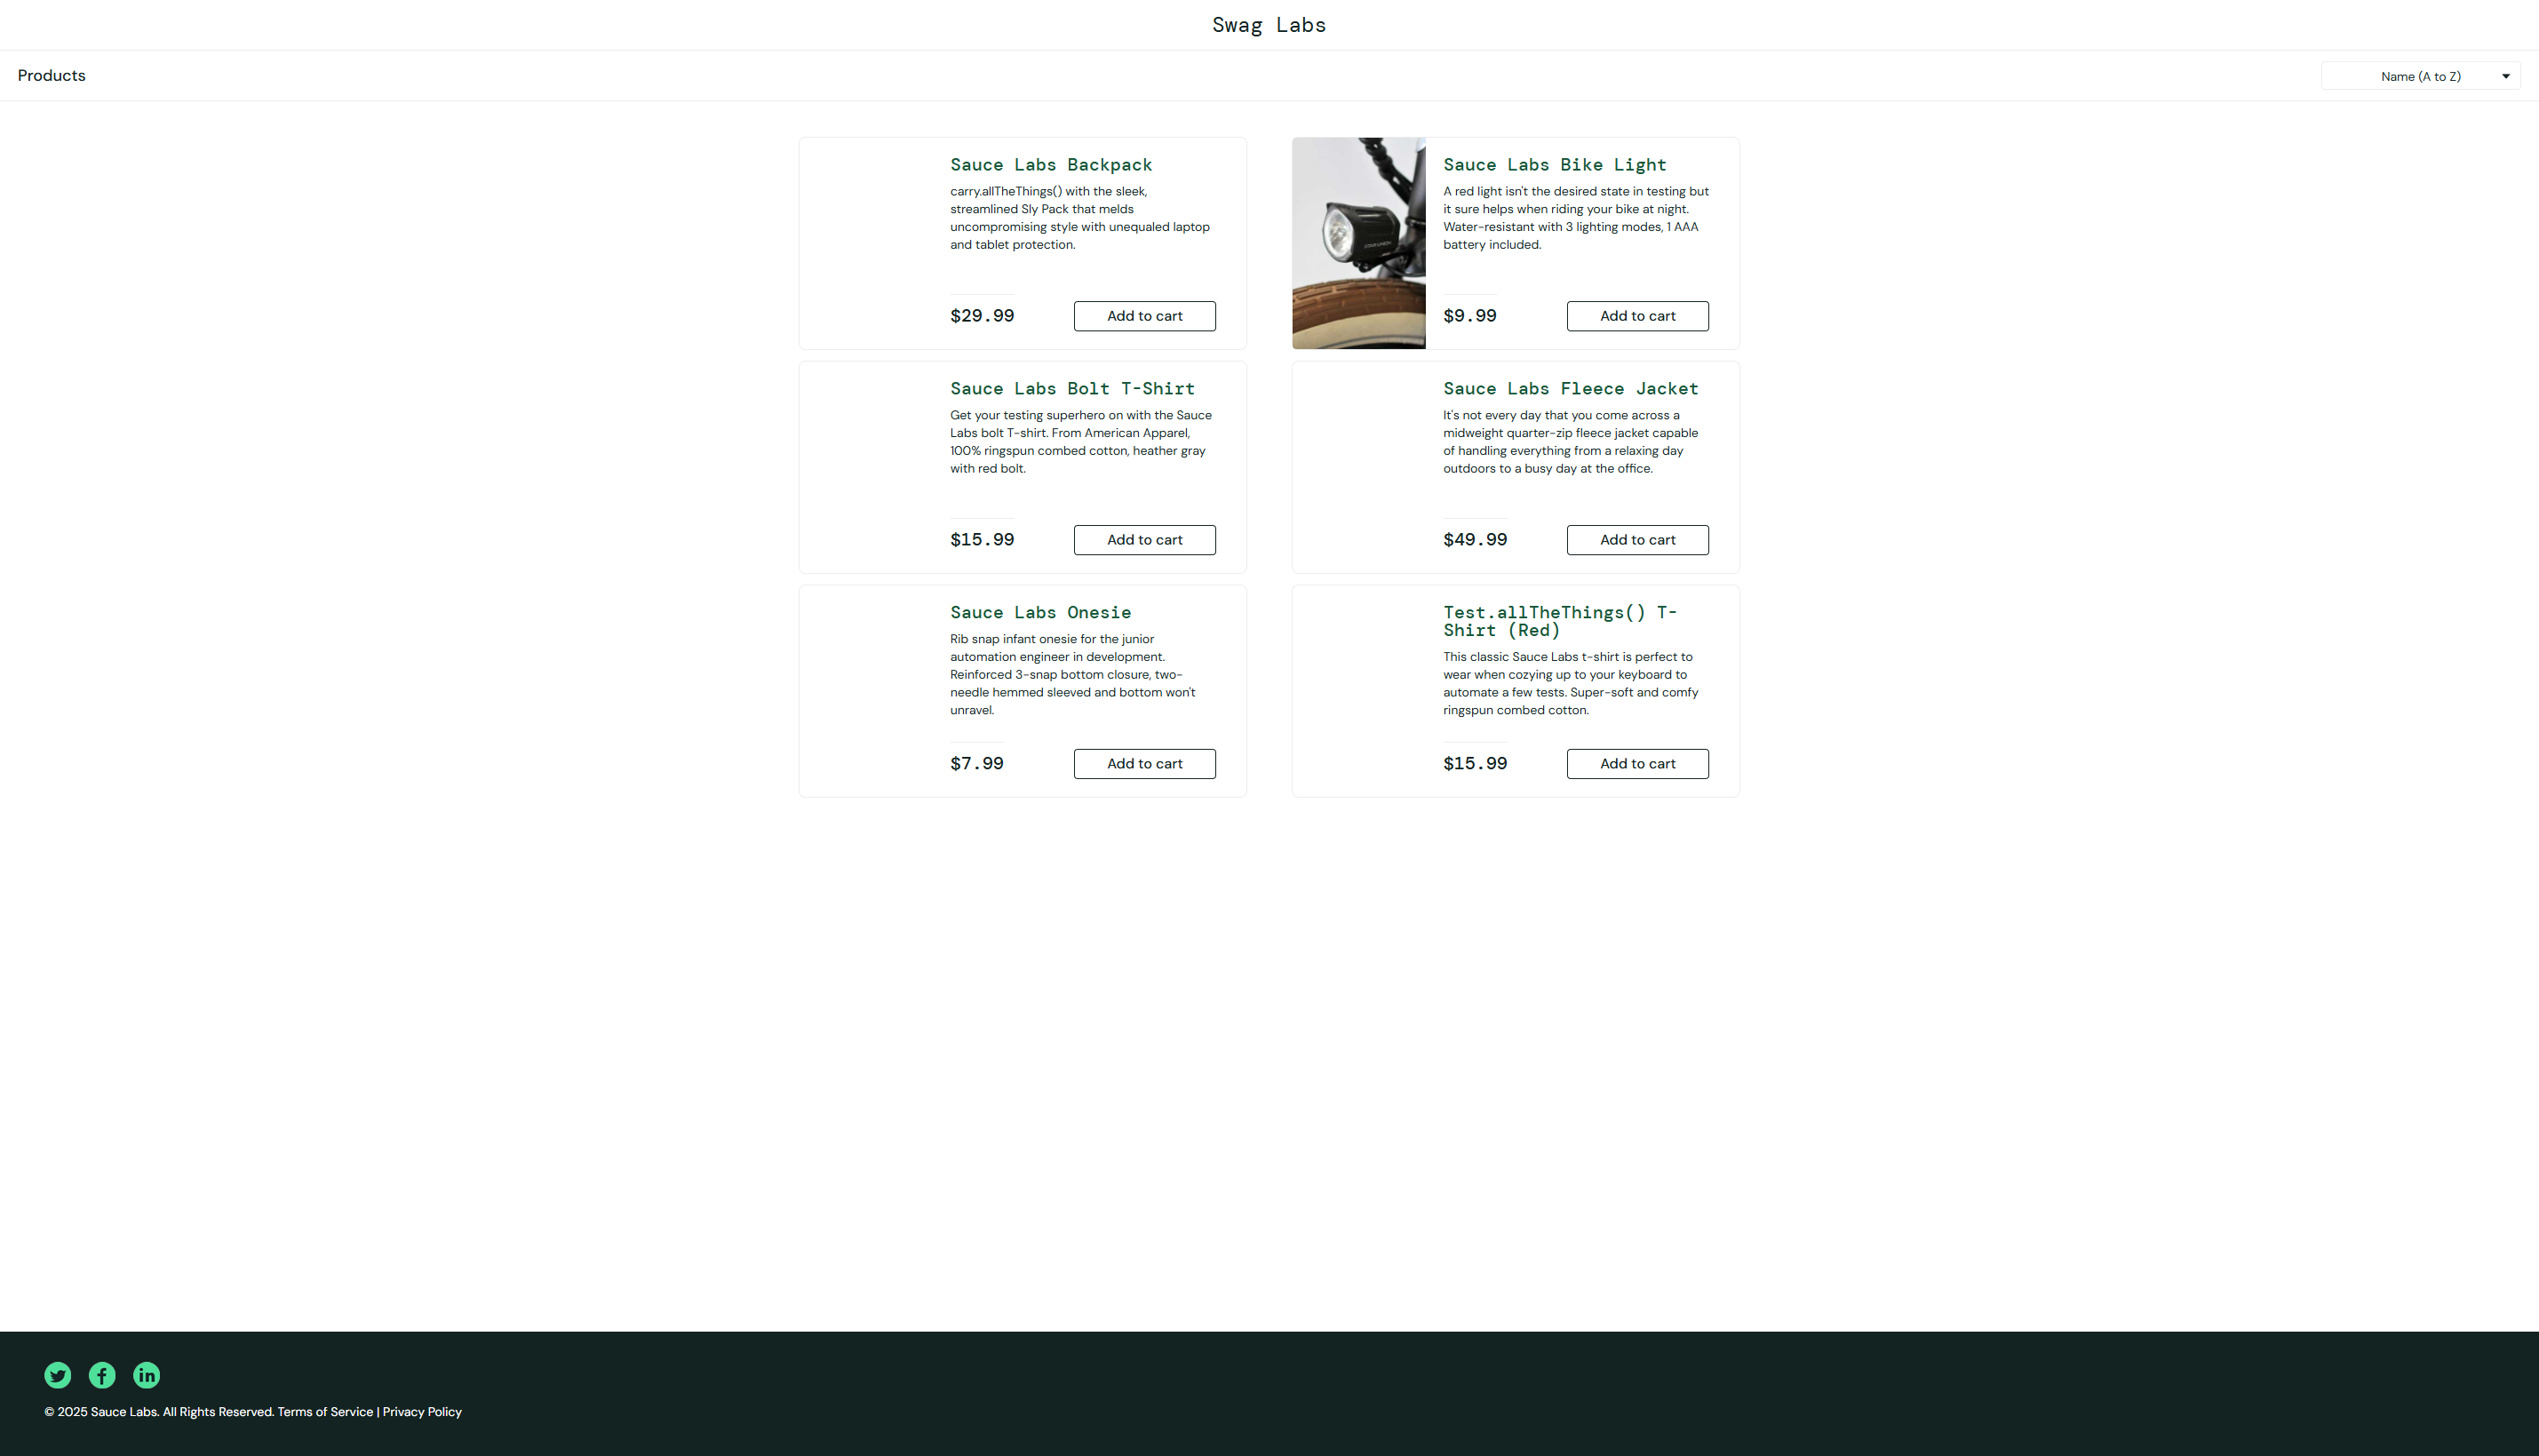 Swag Labs
Products
Name (A to Z)
Sauce Labs Backpack
carry.allTheThings() with the sleek,
streamlined Sly Pack that melds
uncompromising style with unequaled laptop
and tablet protection.
$29.99
Add to cart
Sauce Labs Bike Light
A red light isn't the desired state in testing but
it sure helps when riding your bike at night.
Water-resistant with 3 lighting modes, 1 AAA
battery included.
$9.99
Add to cart
Sauce Labs Bolt T-Shirt
Get your testing superhero on with the Sauce
Labs bolt T-shirt. From American Apparel,
100% ringspun combed cotton, heather gray
with red bolt.
$15.99
Add to cart
Sauce Labs Fleece Jacket
It's not every day that you come across a
midweight quarter-zip fleece jacket capable
of handling everything from a relaxing day
outdoors to a busy day at the office.
$49.99
Add to cart
Sauce Labs Onesie
Rib snap infant onesie for the junior
automation engineer in development.
Reinforced 3-snap bottom closure, two-
needle hemmed sleeved and bottom won't
unravel.
$7.99
Add to cart
Test.allTheThings() T-
Shirt (Red)
This classic Sauce Labs t-shirt is perfect to
wear when cozying up to your keyboard to
automate a few tests. Super-soft and comfy
ringspun combed cotton.
$15.99
Add to cart
© 2025 Sauce Labs. All Rights Reserved. Terms of Service | Privacy Policy